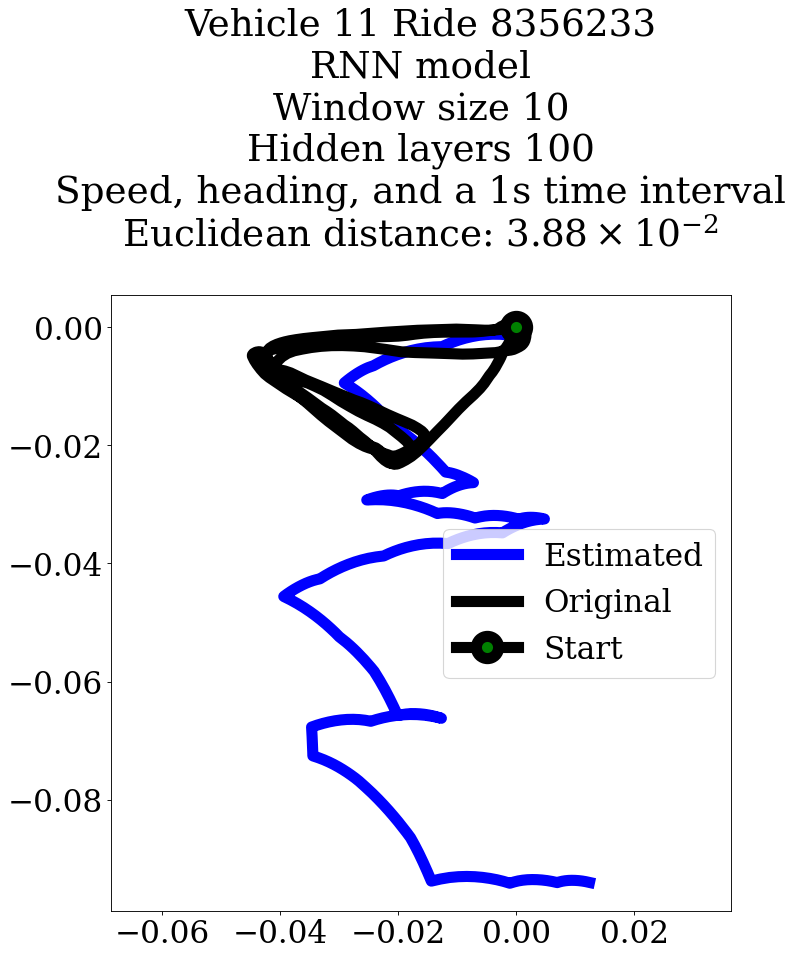 Vehicle 11 Ride 8356233
RNN model
Window size 10
Hidden layers 100
Speed, heading, and a 1s time interval
Euclidean distance: 3.88 × 10⁻²
0.00
−0.02
−0.04
−0.06
−0.08
Estimated
Original
Start
−0.06 −0.04 −0.02 0.00 0.02